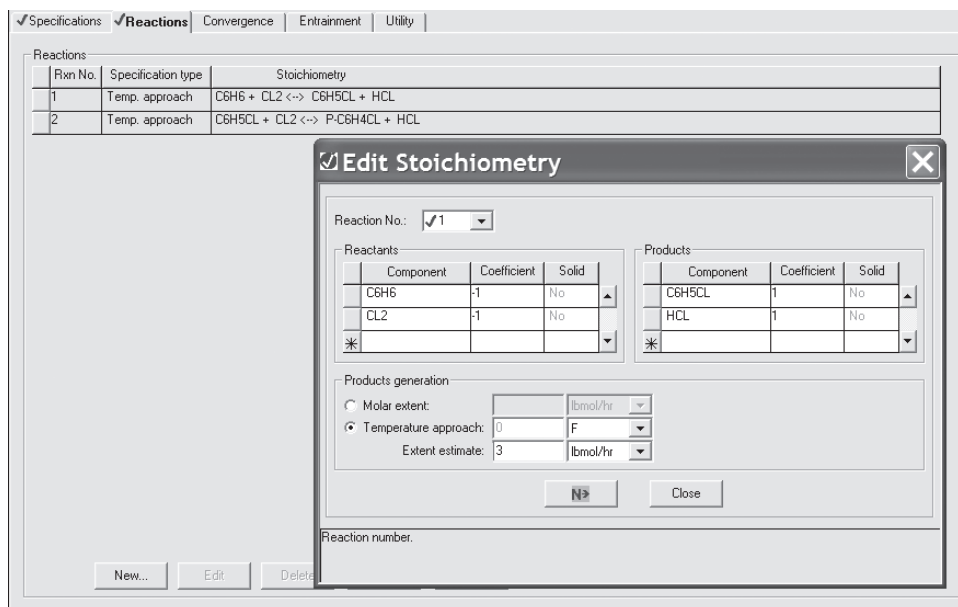 Specifications Reactions Convergence Entrainment Utility
Reactions
Rxn No. Specification type Stoichiometry
1 Temp. approach C6H6 + CL2 <--> C6H5CL + HCL
2 Temp. approach C6H5CL + CL2 <--> P-C6H4CL + HCL
Edit Stoichiometry
Reaction No.: 1
Reactants Products
Component Coefficient Solid Component Coefficient Solid
C6H6 -1 No C6H5CL 1 No
CL2 -1 No HCL 1 No
Products generation
Molar extent: lbmol/hr
Temperature approach: 0 F
Extent estimate: 3 lbmol/hr
N> Close
Reaction number.
New... Edit Delete